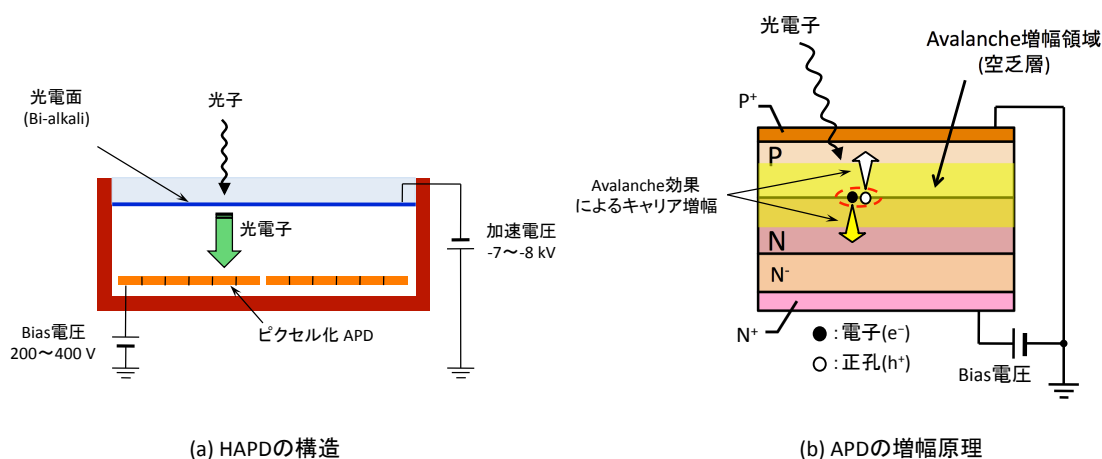 光電面
(Bi-alkali)
光子
光電子
加速電圧
-7～-8 kV
Bias電圧
200～400 V
ピクセル化 APD
(a) HAPDの構造
光電子
Avalanche増幅領域
(空乏層)
P⁺
P
Avalanche効果
によるキャリア増幅
N
N⁻
N⁺
：電子(e⁻)
：正孔(h⁺)
Bias電圧
(b) APDの増幅原理